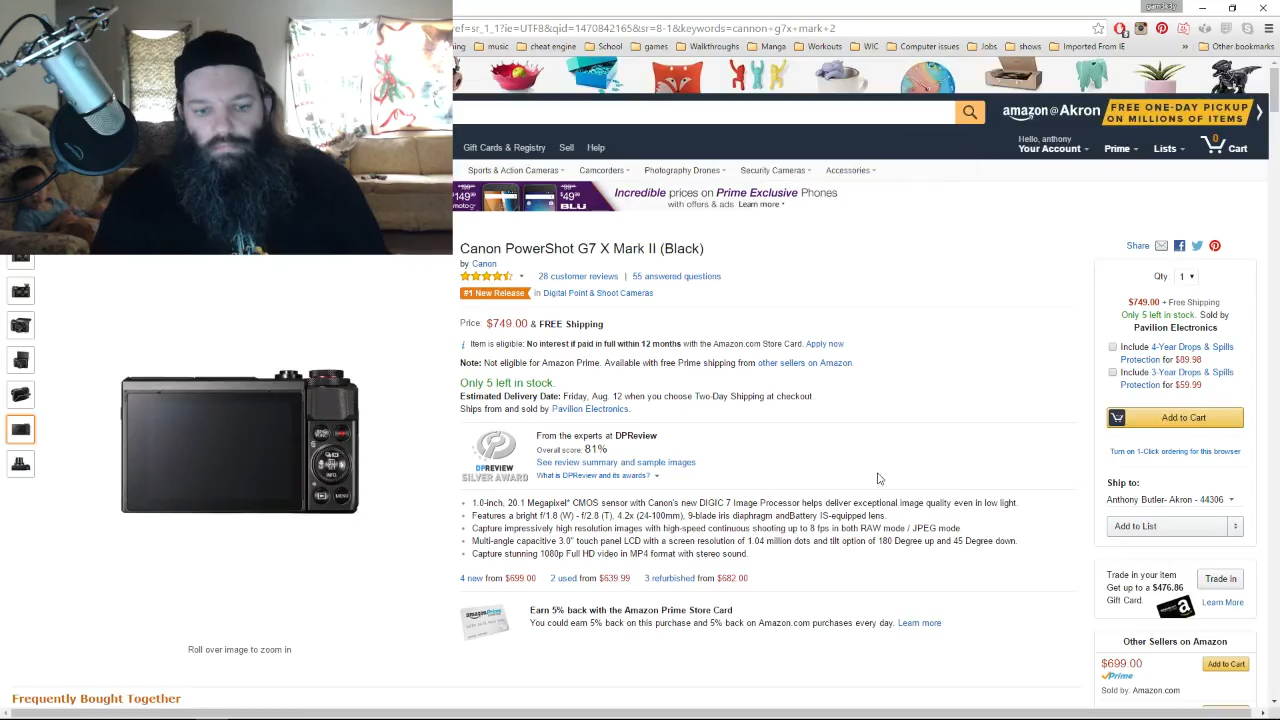 ref=sr_1_1?ie=UTF8&qid=1470842165&sr=8-1&keywords=cannon+g7x+mark+2
music
cheat engine
School
games
Walkthroughs
Manga
Workouts
WIC
Computer issues
Jobs
Imported From IE
»
Other bookmarks
amazon@Akron
FREE ONE-DAY PICKUP
ON MILLIONS OF ITEMS
Gift Cards & Registry Sell Help
Hello, anthony
Your Account Prime Lists 0 Cart
Sports & Action Cameras Camcorders Photography Drones Security Cameras Accessories
$149.99 $49.99
moto BLU
Incredible prices on Prime Exclusive Phones
with offers & ads Learn more
Canon PowerShot G7 X Mark II (Black)
by Canon
28 customer reviews | 55 answered questions
#1 New Release in Digital Point & Shoot Cameras
Price: $749.00 & FREE Shipping
Item is eligible: No interest if paid in full within 12 months with the Amazon.com Store Card. Apply now
Note: Not eligible for Amazon Prime. Available with free Prime shipping from other sellers on Amazon.
Only 5 left in stock.
Estimated Delivery Date: Friday, Aug. 12 when you choose Two-Day Shipping at checkout.
Ships from and sold by Pavilion Electronics.
DPREVIEW
SILVER AWARD
From the experts at DPReview
Overall score: 81%
See review summary and sample images
What is DPReview and its awards?
1.0-inch, 20.1 Megapixel* CMOS sensor with Canon's new DIGIC 7 Image Processor helps deliver exceptional image quality even in low light.
Features a bright f/1.8 (W) - f/2.8 (T), 4.2x (24-100mm), 9-blade iris diaphragm andBattery IS-equipped lens.
Capture impressively high resolution images with high-speed continuous shooting up to 8 fps in both RAW mode / JPEG mode.
Multi-angle capacitive 3.0" touch panel LCD with a screen resolution of 1.04 million dots and tilt option of 180 Degree up and 45 Degree down.
Capture stunning 1080p Full HD video in MP4 format with stereo sound.
4 new from $699.00 2 used from $639.99 3 refurbished from $682.00
Earn 5% back with the Amazon Prime Store Card
You could earn 5% back on this purchase and 5% back on Amazon.com purchases every day. Learn more
Share
Qty: 1
$749.00 + Free Shipping
Only 5 left in stock. Sold by
Pavilion Electronics
Include 4-Year Drops & Spills
Protection for $89.98
Include 3-Year Drops & Spills
Protection for $59.99
Add to Cart
Turn on 1-Click ordering for this browser
Ship to:
Anthony Butler- Akron - 44306
Add to List
Trade in your item
Get up to a $476.86
Gift Card.
Trade in
Learn More
Other Sellers on Amazon
$699.00
Add to Cart
Prime
Sold by: Amazon.com
INFO
MENU
Roll over image to zoom in
Frequently Bought Together